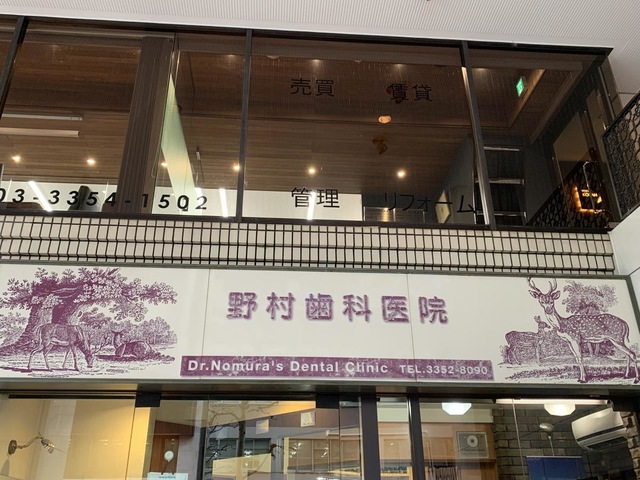 売買 賃貸
03-3354-1502
管理 リフォーム
野村歯科医院
Dr.Nomura's Dental Clinic TEL.3352-8090